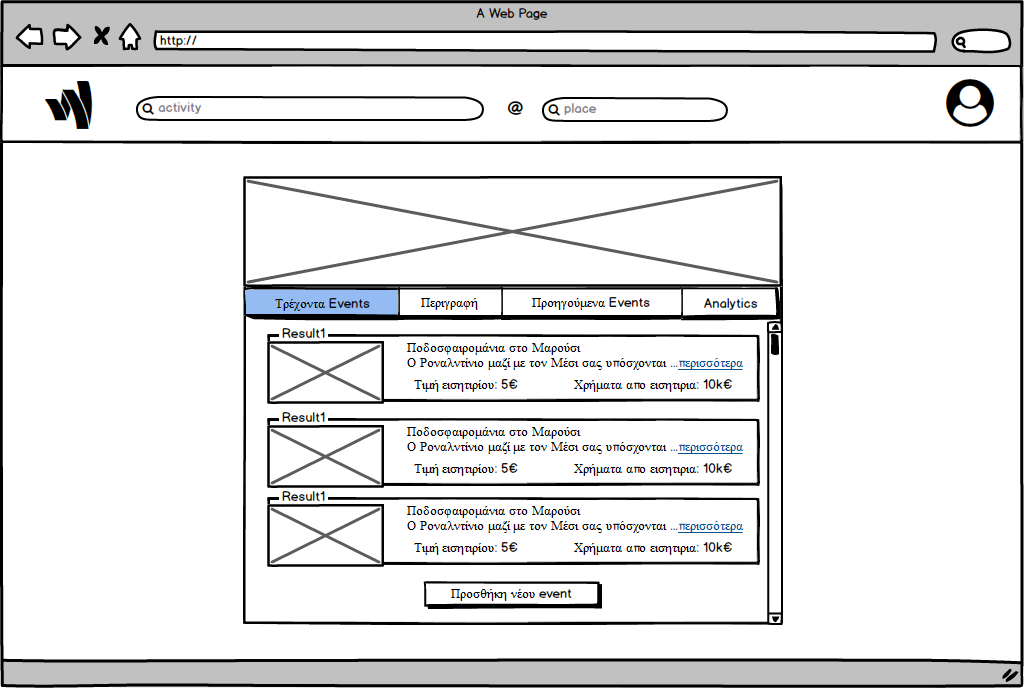 A Web Page
http://
activity
@
place
Τρέχοντα Events
Περιγραφή
Προηγούμενα Events
Analytics
Result1
Ποδοσφαιρομάνια στο Μαρούσι
Ο Ροναλντίνιο μαζί με τον Μέσι σας υπόσχονται ...περισσότερα
Τιμή εισητιρίου: 5€
Χρήματα απο εισητιρια: 10k€
Result1
Ποδοσφαιρομάνια στο Μαρούσι
Ο Ροναλντίνιο μαζί με τον Μέσι σας υπόσχονται ...περισσότερα
Τιμή εισητιρίου: 5€
Χρήματα απο εισητιρια: 10k€
Result1
Ποδοσφαιρομάνια στο Μαρούσι
Ο Ροναλντίνιο μαζί με τον Μέσι σας υπόσχονται ...περισσότερα
Τιμή εισητιρίου: 5€
Χρήματα απο εισητιρια: 10k€
Προσθήκη νέου event